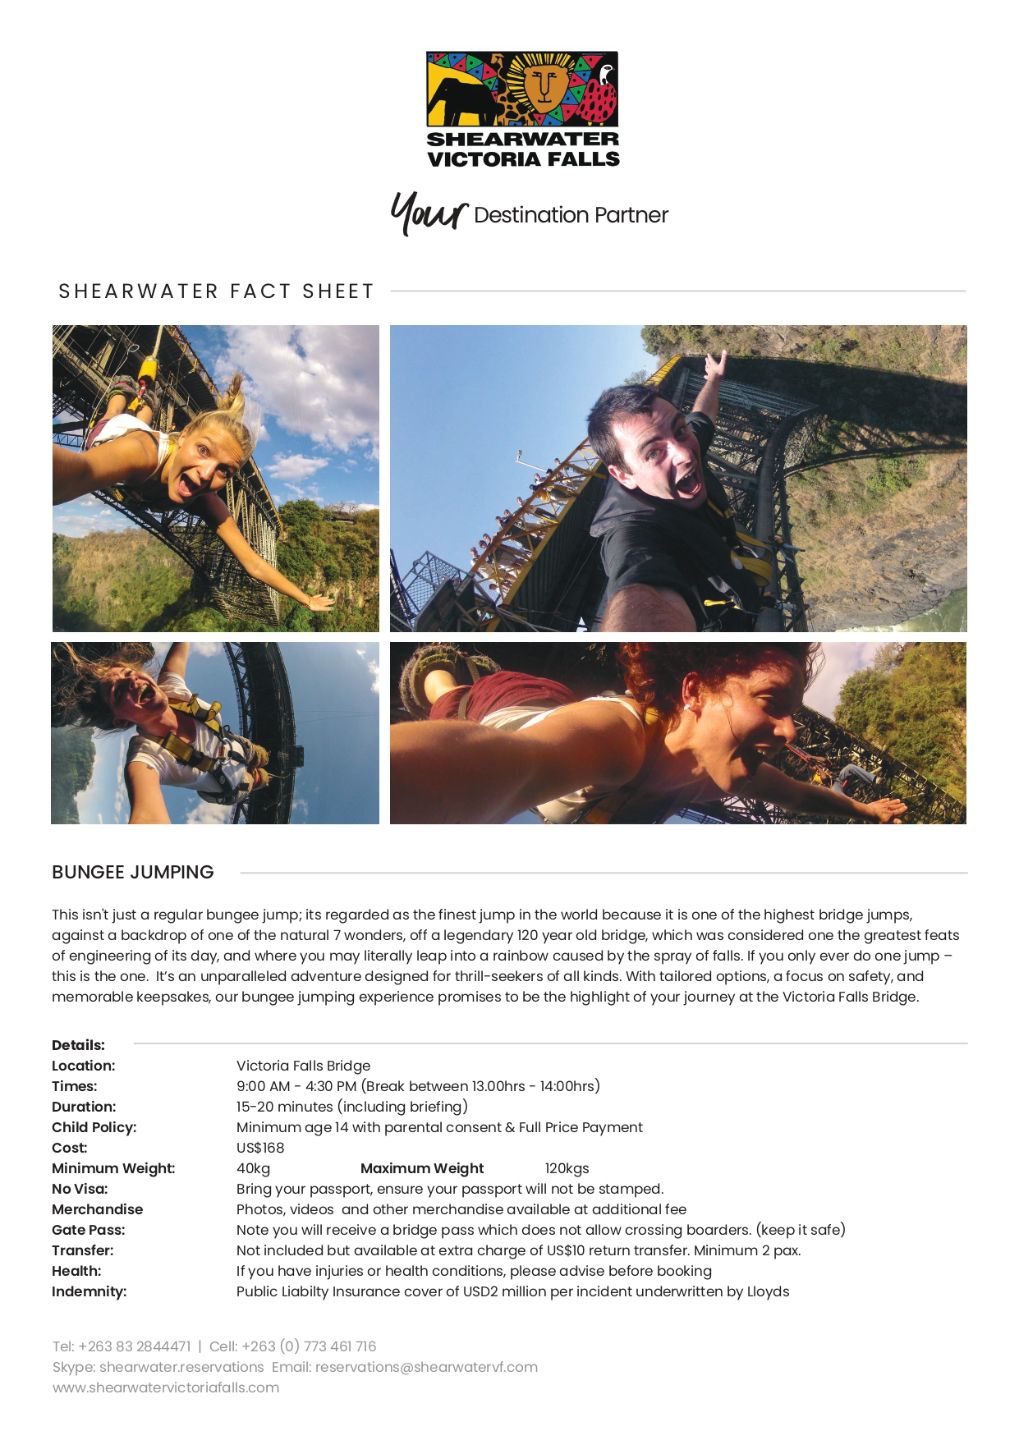 SHEARWATER
VICTORIA FALLS
Your Destination Partner
SHEARWATER FACT SHEET
BUNGEE JUMPING
This isn't just a regular bungee jump; its regarded as the finest jump in the world because it is one of the highest bridge jumps,
against a backdrop of one of the natural 7 wonders, off a legendary 120 year old bridge, which was considered one the greatest feats
of engineering of its day, and where you may literally leap into a rainbow caused by the spray of falls. If you only ever do one jump –
this is the one.  It's an unparalleled adventure designed for thrill-seekers of all kinds. With tailored options, a focus on safety, and
memorable keepsakes, our bungee jumping experience promises to be the highlight of your journey at the Victoria Falls Bridge.
Details:
Location: Victoria Falls Bridge
Times: 9:00 AM - 4:30 PM (Break between 13.00hrs - 14:00hrs)
Duration: 15-20 minutes (including briefing)
Child Policy: Minimum age 14 with parental consent & Full Price Payment
Cost: US$168
Minimum Weight: 40kg Maximum Weight 120kgs
No Visa: Bring your passport, ensure your passport will not be stamped.
Merchandise Photos, videos  and other merchandise available at additional fee
Gate Pass: Note you will receive a bridge pass which does not allow crossing boarders. (keep it safe)
Transfer: Not included but available at extra charge of US$10 return transfer. Minimum 2 pax.
Health: If you have injuries or health conditions, please advise before booking
Indemnity: Public Liabilty Insurance cover of USD2 million per incident underwritten by Lloyds
Tel: +263 83 2844471 | Cell: +263 (0) 773 461 716
Skype: shearwater.reservations  Email: reservations@shearwatervf.com
www.shearwatervictoriafalls.com